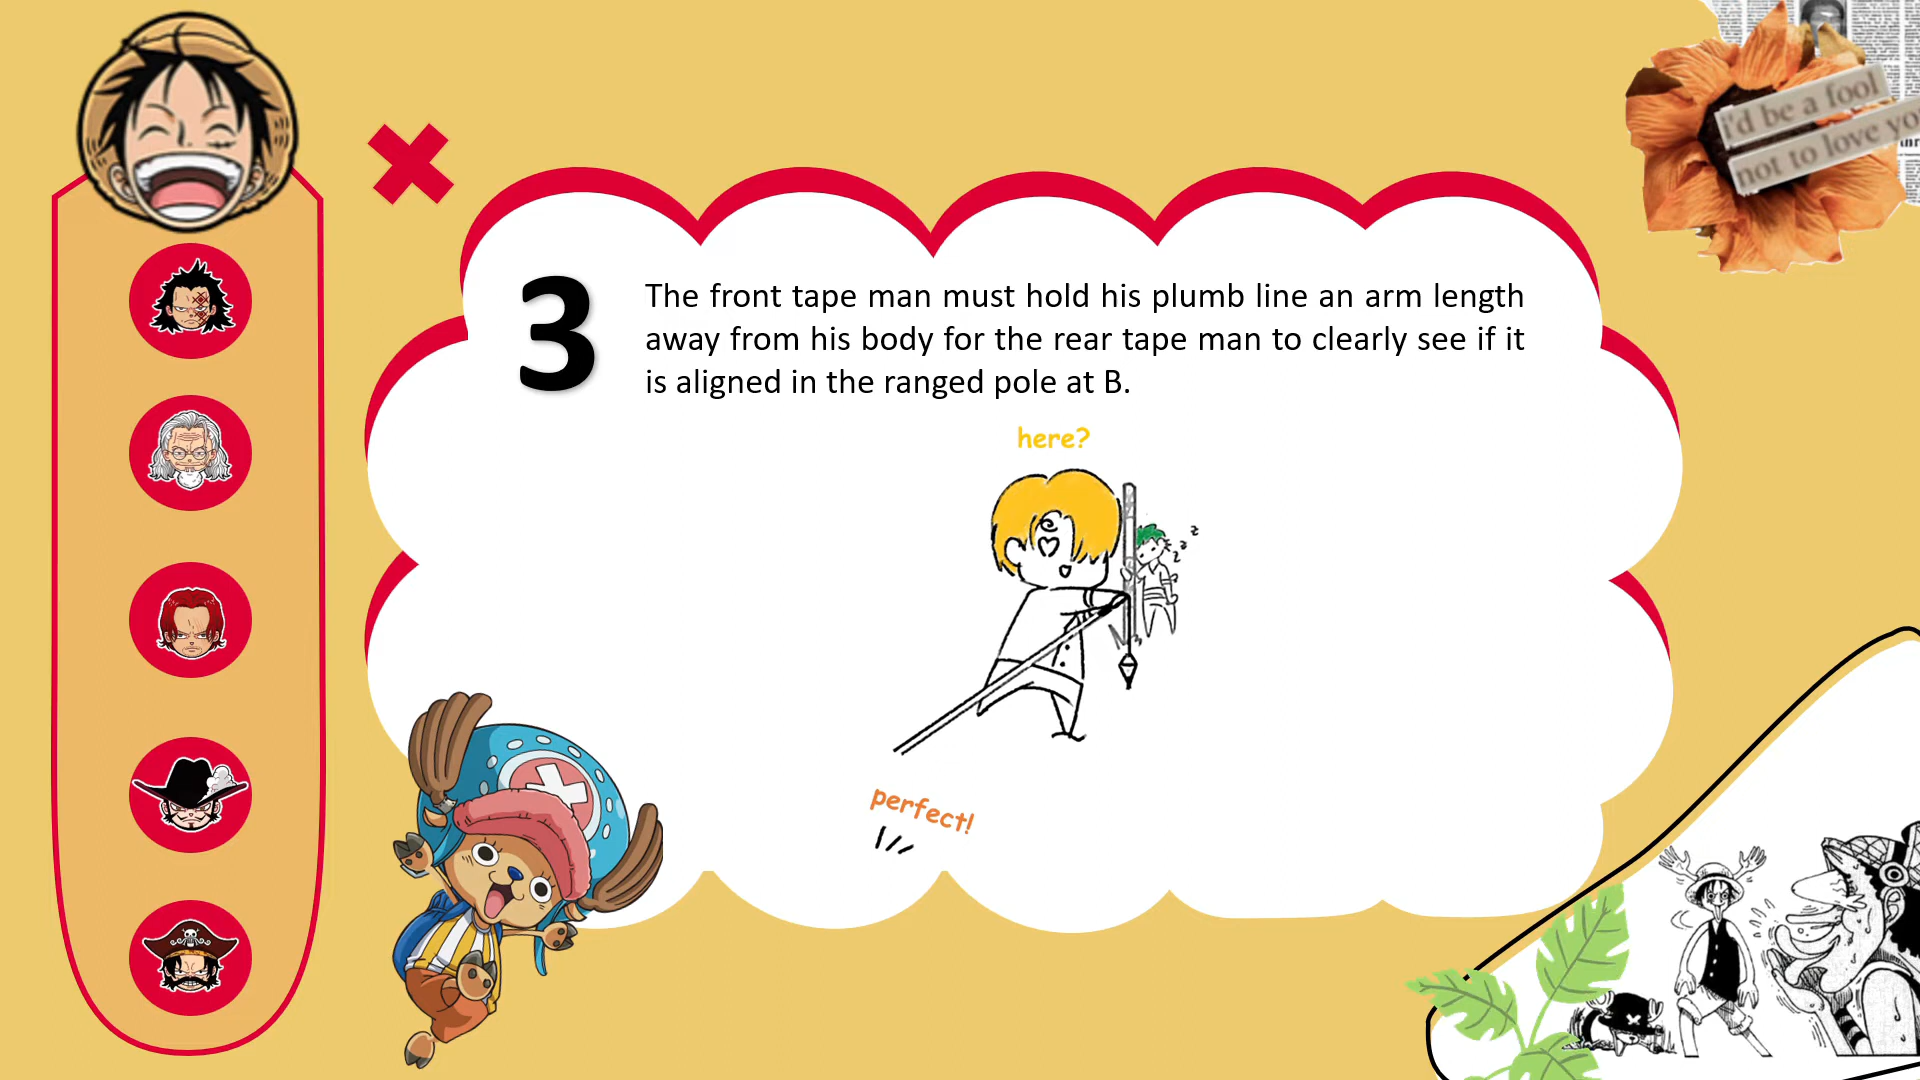 i'd be a fool
not to love yo
3
The front tape man must hold his plumb line an arm length
away from his body for the rear tape man to clearly see if it
is aligned in the ranged pole at B.
here?
z
z
z
z
perfect!